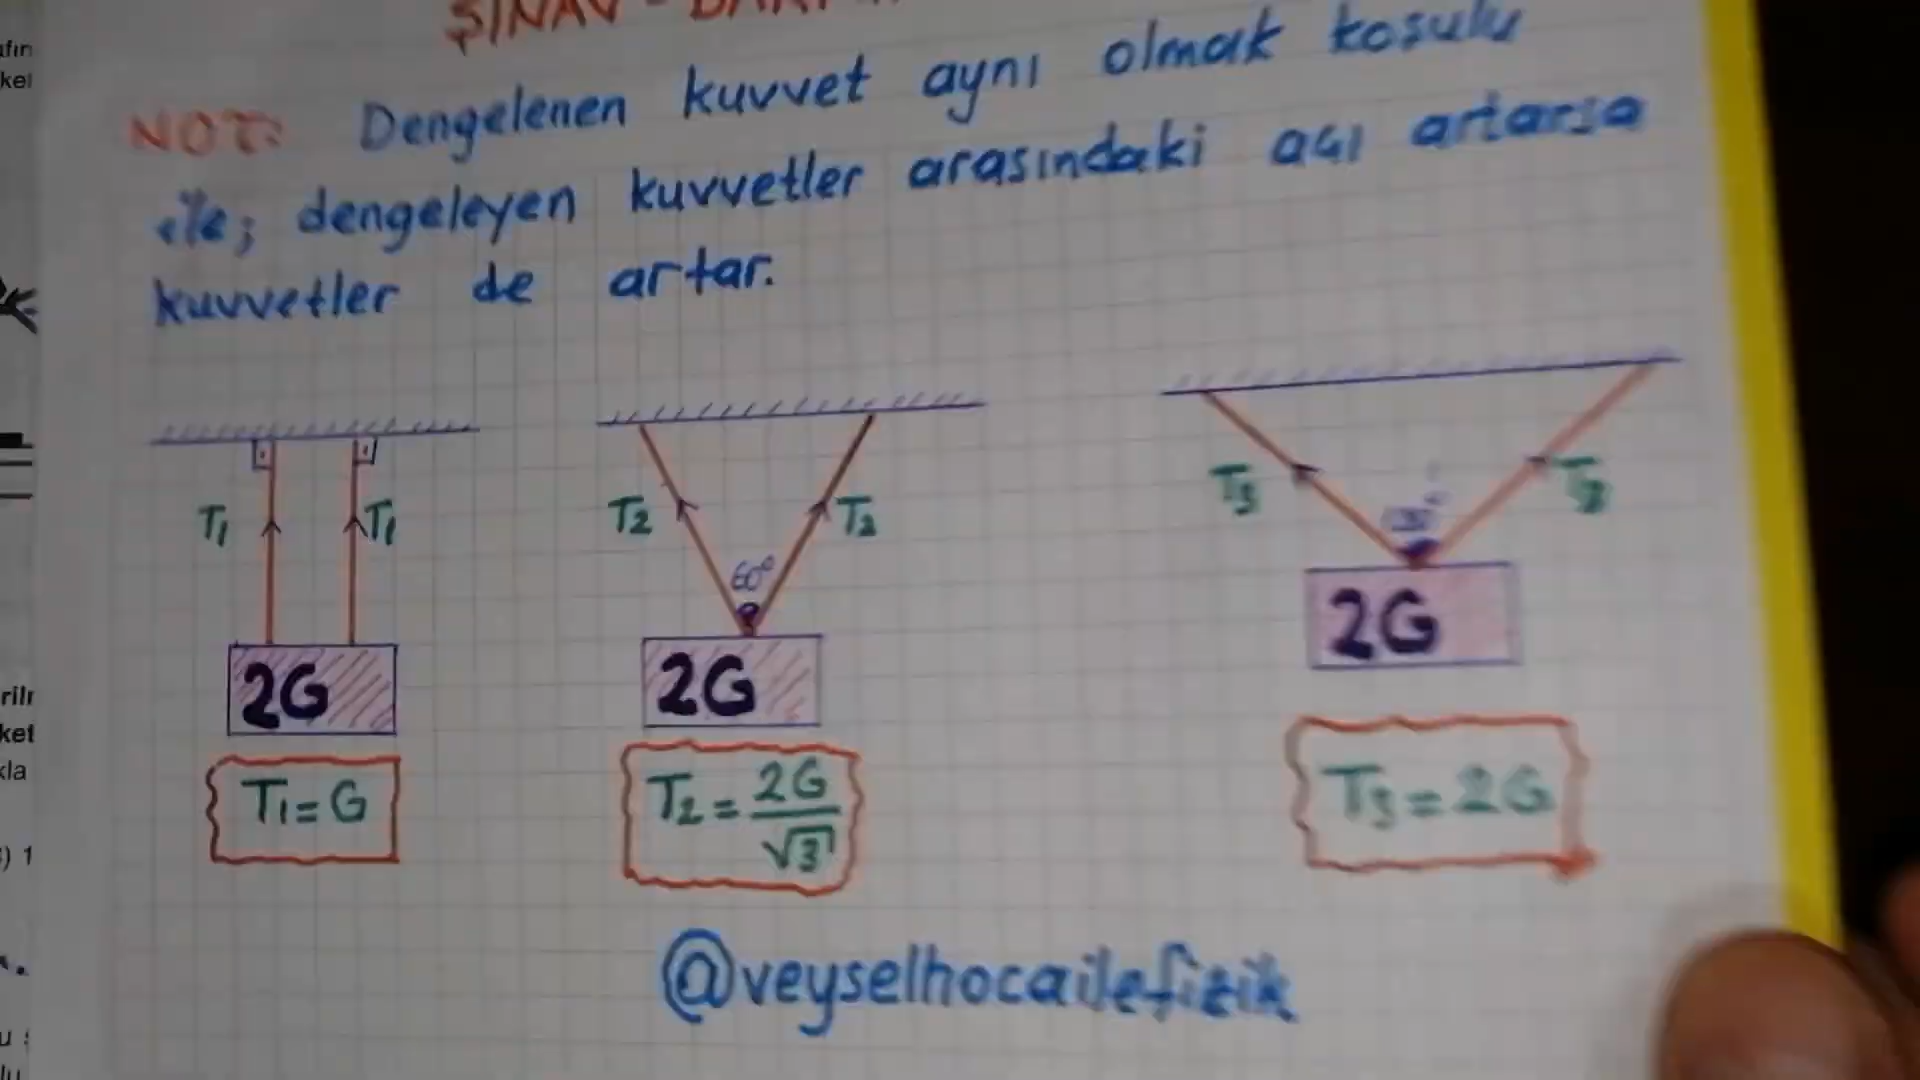 NOT: Dengelenen kuvvet aynı olmak koşulu
ile; dengeleyen kuvvetler arasındaki açı artarsa
kuvvetler de artar.
T1 T1
T2 60° T2
T3 T3
2G
2G
2G
T1=G
T2=2G/√3
T3=2G
@veyselhocailefizik